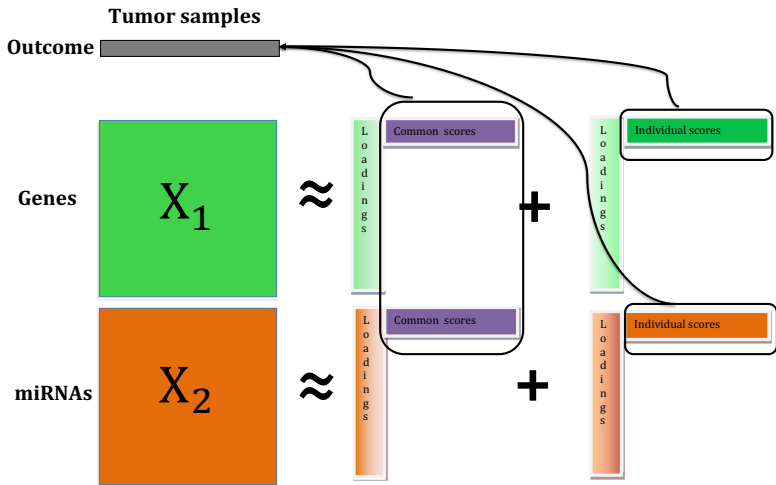 Tumor samples
Outcome
Genes
X1
≈
Loadings
Common scores
+
Loadings
Individual scores
miRNAs
X2
≈
Loadings
Common scores
+
Loadings
Individual scores